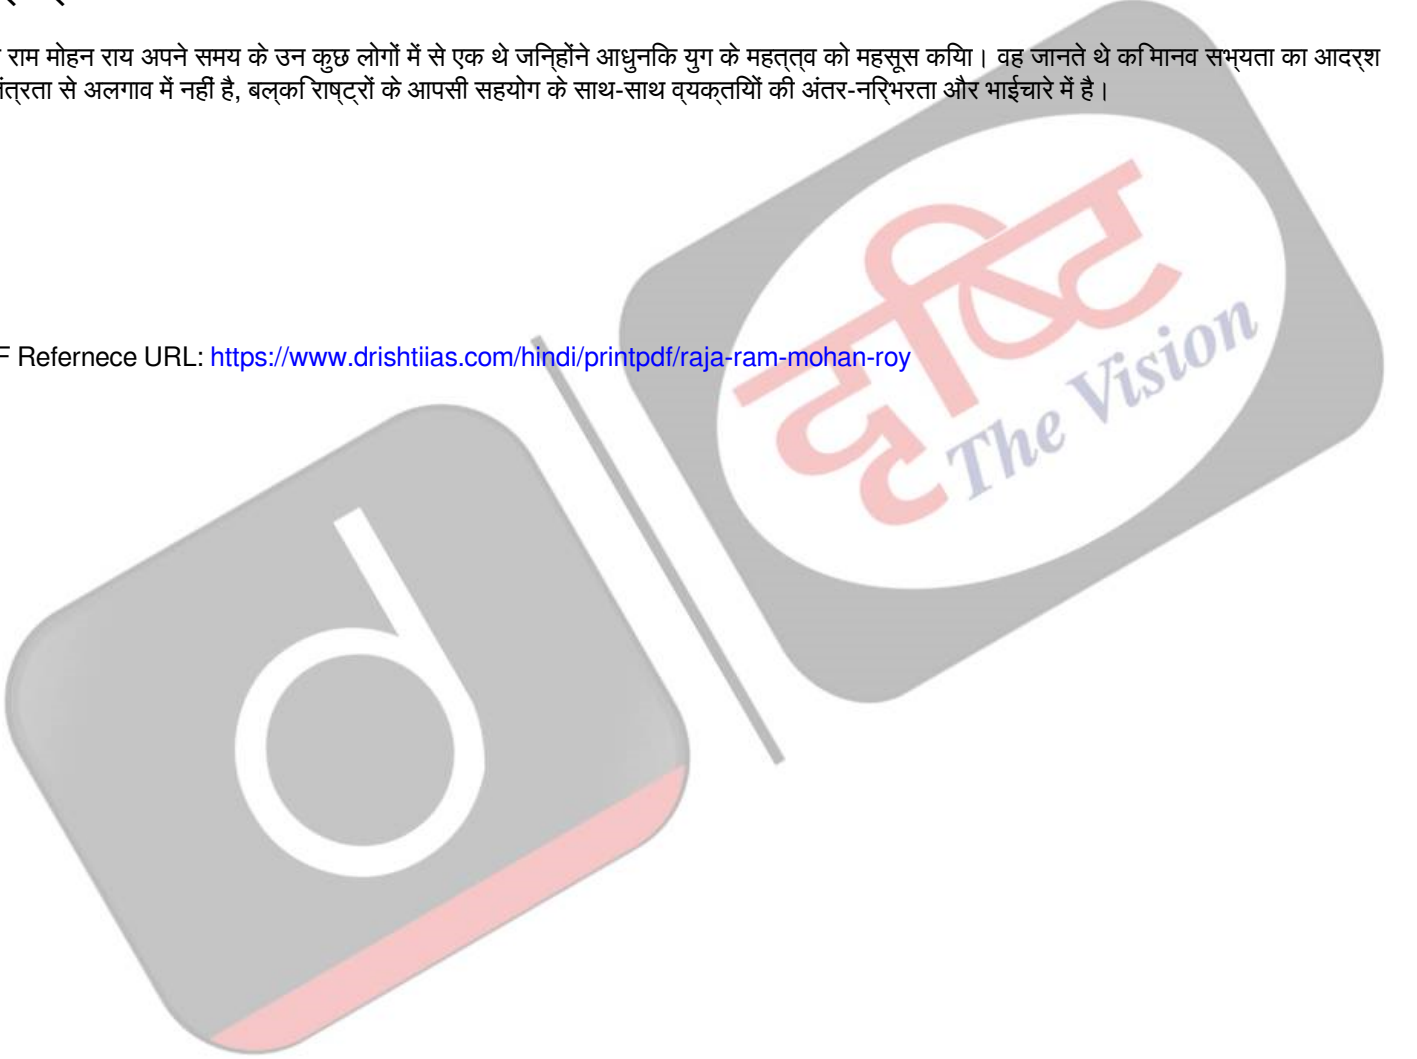 राम मोहन राय अपने समय के उन कुछ लोगों में से एक थे जिन्होंने आधुनिक युग के महत्त्व को महसूस किया। वह जानते थे कि मानव सभ्यता का आदर्श
से अलगाव में नहीं है, बल्कि राष्ट्रों के आपसी सहयोग के साथ-साथ व्यक्तियों की अंतर-निर्भरता और भाईचारे में है।
दृष्टि
The Vision
F Refernece URL: https://www.drishtiias.com/hindi/printpdf/raja-ram-mohan-roy
d